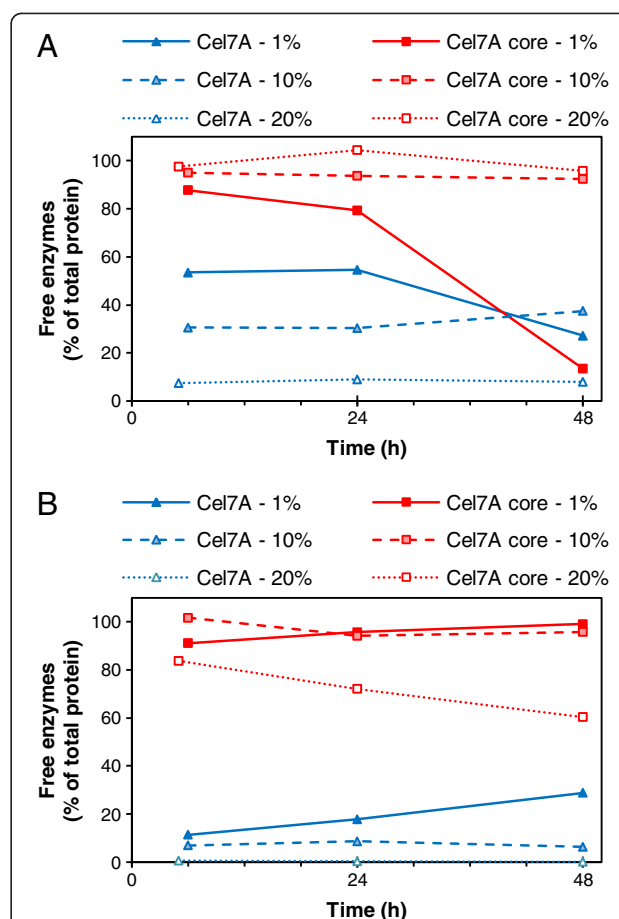 A
Cel7A - 1% Cel7A core - 1%
Cel7A - 10% Cel7A core - 10%
Cel7A - 20% Cel7A core - 20%
Free enzymes
(% of total protein)
100
80
60
40
20
0
0 24 48
Time (h)
B
Cel7A - 1% Cel7A core - 1%
Cel7A - 10% Cel7A core - 10%
Cel7A - 20% Cel7A core - 20%
Free enzymes
(% of total protein)
100
80
60
40
20
0
0 24 48
Time (h)